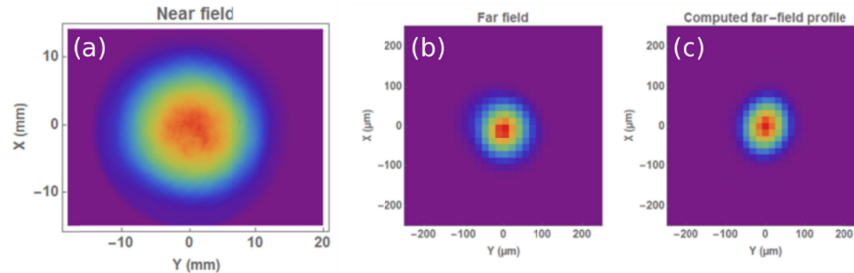 Near field
(a)
10
0
−10
X (mm)
−10 0 10 20
Y (mm)
Far field
(b)
200
100
0
−100
−200
X (μm)
−200 −100 0 100 200
Y (μm)
Computed far−field profile
(c)
200
100
0
−100
−200
X (μm)
−200 −100 0 100 200
Y (μm)